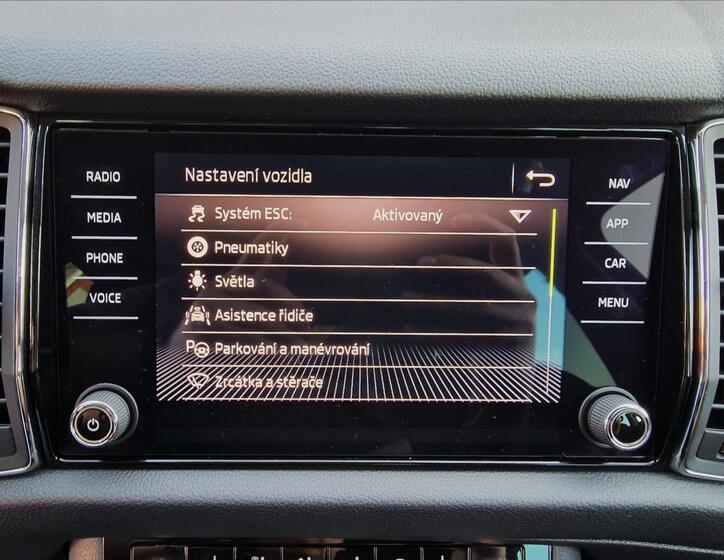 RADIO
MEDIA
PHONE
VOICE
Nastavení vozidla
Systém ESC: Aktivovaný
Pneumatiky
Světla
Asistence řidiče
Parkování a manévrování
Zrcátka a stěrače
NAV
APP
CAR
MENU